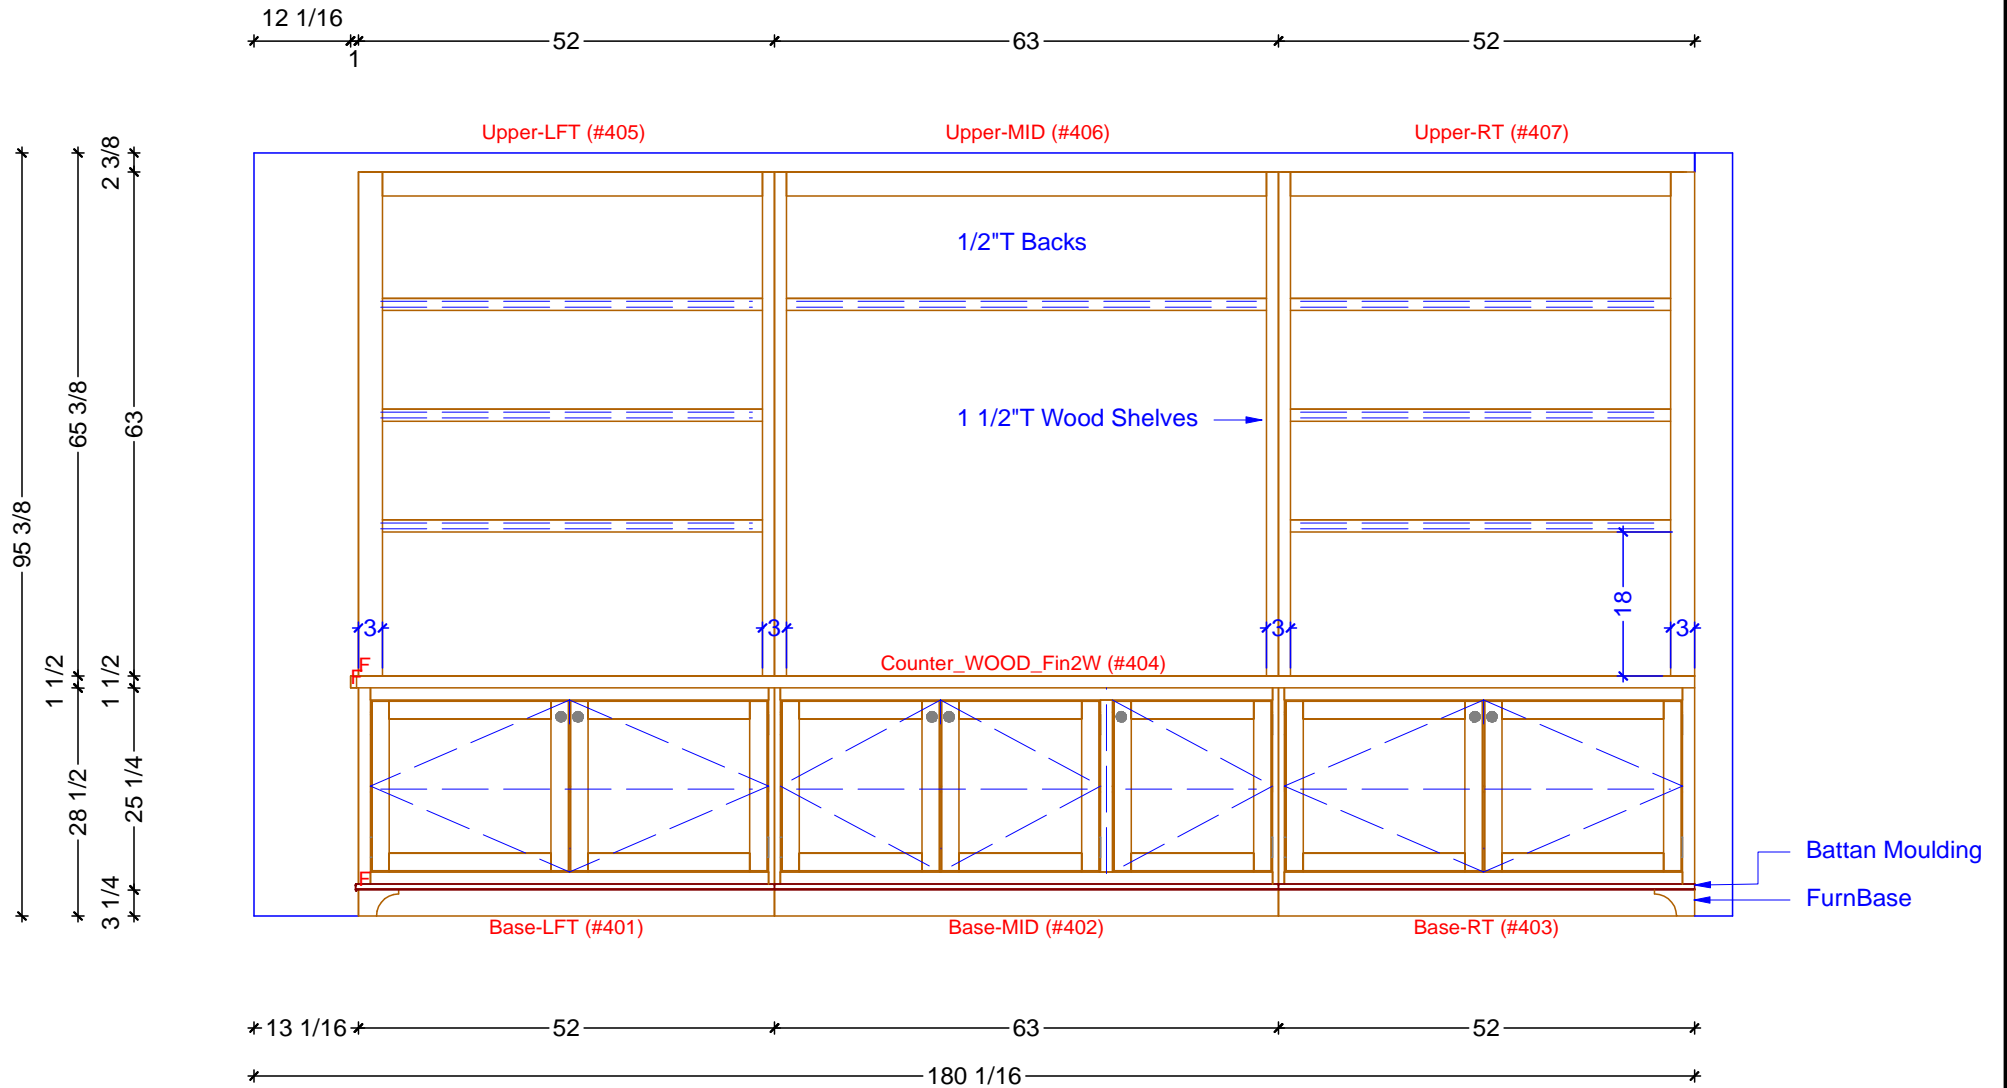 12 1/16
52
63
52
1
Upper-LFT (#405)
Upper-MID (#406)
Upper-RT (#407)
2 3/8
1/2"T Backs
65 3/8
63
1 1/2"T Wood Shelves
95 3/8
18
3
3
3
3
1 1/2
1 1/2
F
F
Counter_WOOD_Fin2W (#404)
28 1/2
25 1/4
Battan Moulding
F
3 1/4
FurnBase
Base-LFT (#401)
Base-MID (#402)
Base-RT (#403)
13 1/16
52
63
52
180 1/16